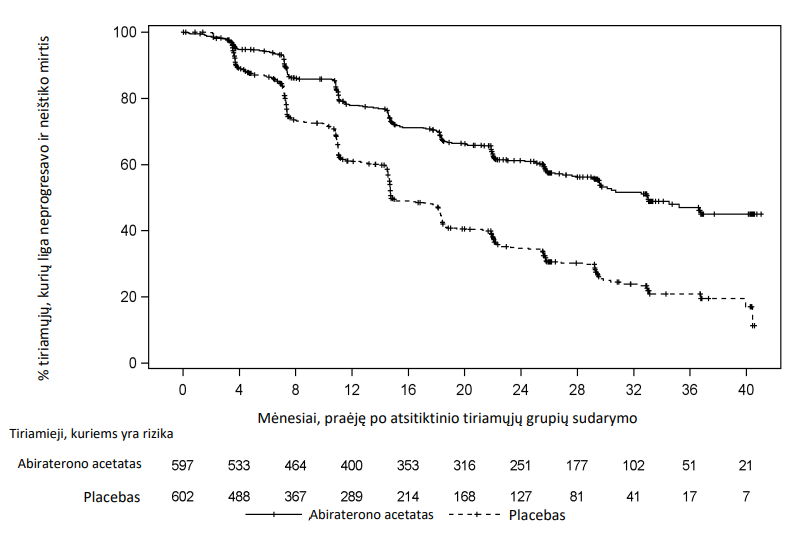 % tiriamųjų, kurių liga neprogresavo ir neištiko mirtis
100
80
60
40
20
0
0 4 8 12 16 20 24 28 32 36 40
Mėnesiai, praėję po atsitiktinio tiriamųjų grupių sudarymo
Tiriamieji, kuriems yra rizika
Abiraterono acetatas 597 533 464 400 353 316 251 177 102 51 21
Placebas 602 488 367 289 214 168 127 81 41 17 7
Abiraterono acetatas Placebas